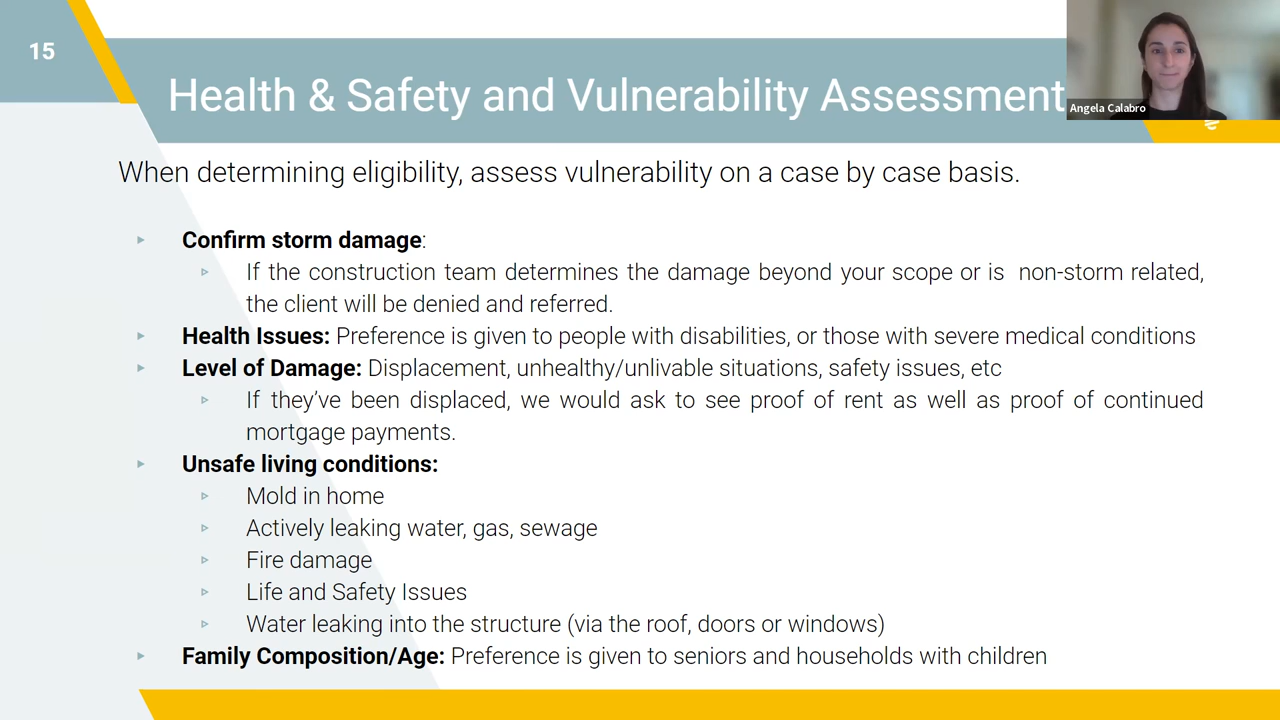 15
Health & Safety and Vulnerability Assessment
Angela Calabro
When determining eligibility, assess vulnerability on a case by case basis.
Confirm storm damage:
If the construction team determines the damage beyond your scope or is non-storm related,
the client will be denied and referred.
Health Issues: Preference is given to people with disabilities, or those with severe medical conditions
Level of Damage: Displacement, unhealthy/unlivable situations, safety issues, etc
If they’ve been displaced, we would ask to see proof of rent as well as proof of continued
mortgage payments.
Unsafe living conditions:
Mold in home
Actively leaking water, gas, sewage
Fire damage
Life and Safety Issues
Water leaking into the structure (via the roof, doors or windows)
Family Composition/Age: Preference is given to seniors and households with children